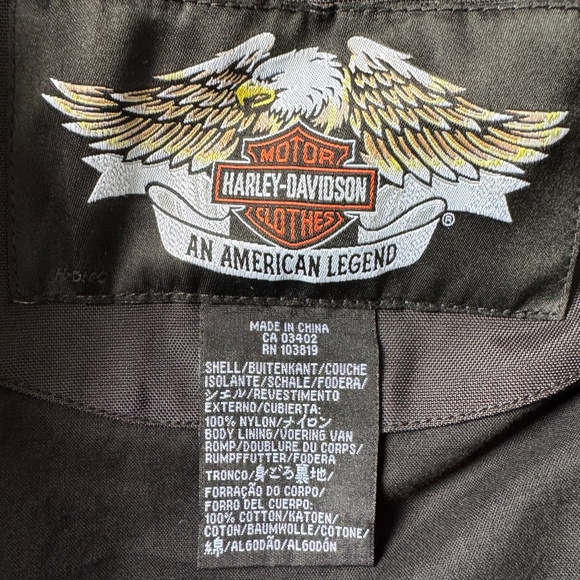 MOTOR
HARLEY-DAVIDSON
CLOTHES
®
AN AMERICAN LEGEND
MADE IN CHINA
CA 03402
RN 103819
SHELL/BUITENKANT/COUCHE
ISOLANTE/SCHALE/FODERA/
シェル/REVESTIMENTO
EXTERNO/CUBIERTA:
100% NYLON/ナイロン
BODY LINING/VOERING VAN
ROMP/DOUBLURE DU CORPS/
RUMPFFUTTER/FODERA
TRONCO/身ごろ裏地/
FORRAÇÃO DO CORPO/
FORRO DEL CUERPO:
100% COTTON/KATOEN/
COTON/BAUMWOLLE/COTONE/
綿/ALGODÃO/ALGODÓN